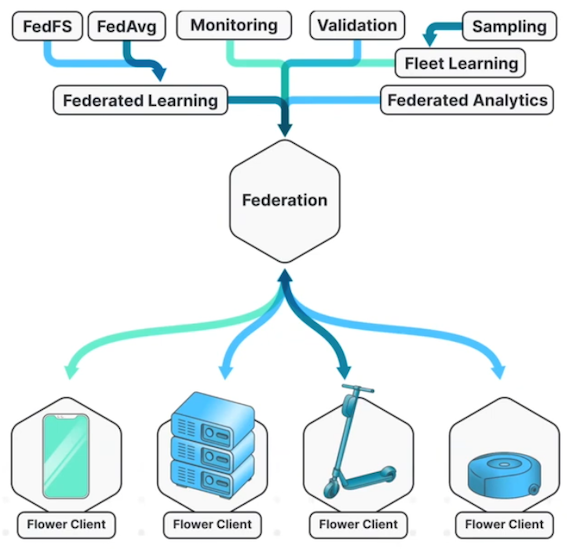 FedFS
FedAvg
Monitoring
Validation
Sampling
Fleet Learning
Federated Learning
Federated Analytics
Federation
Flower Client
Flower Client
Flower Client
Flower Client